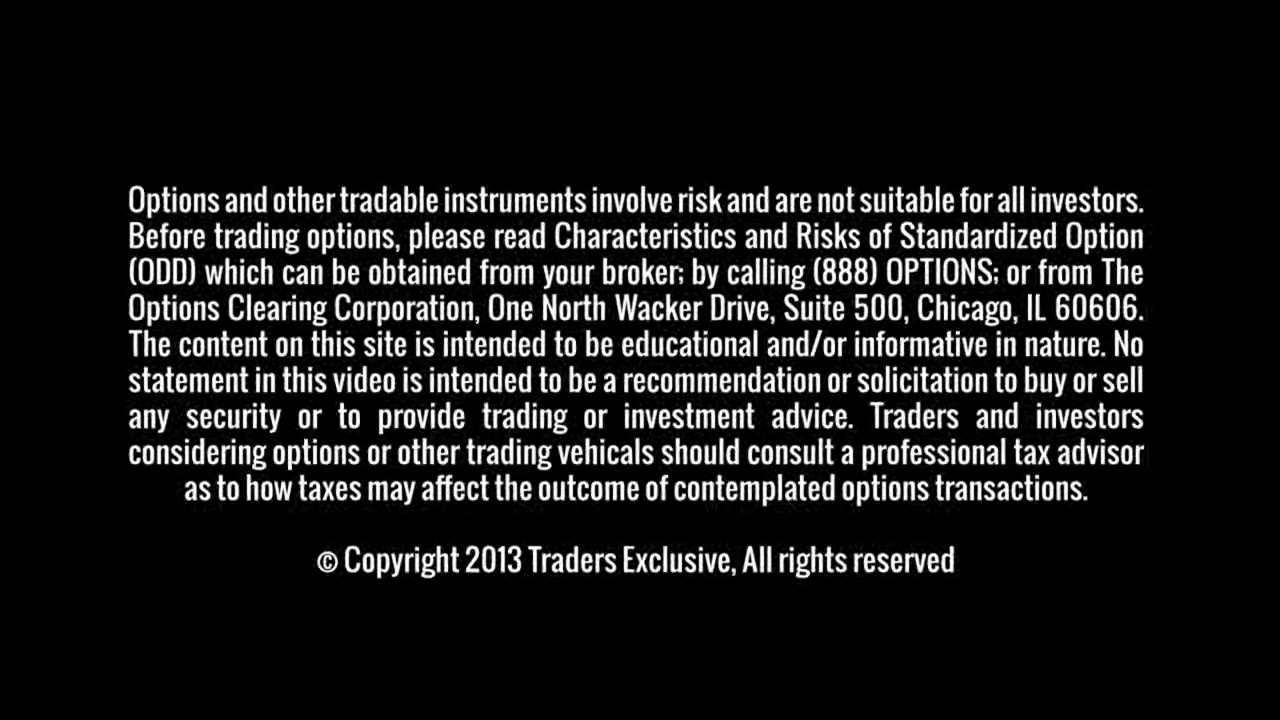 Options and other tradable instruments involve risk and are not suitable for all investors.
Before trading options, please read Characteristics and Risks of Standardized Option
(ODD) which can be obtained from your broker; by calling (888) OPTIONS; or from The
Options Clearing Corporation, One North Wacker Drive, Suite 500, Chicago, IL 60606.
The content on this site is intended to be educational and/or informative in nature. No
statement in this video is intended to be a recommendation or solicitation to buy or sell
any security or to provide trading or investment advice. Traders and investors
considering options or other trading vehicals should consult a professional tax advisor
as to how taxes may affect the outcome of contemplated options transactions.
© Copyright 2013 Traders Exclusive, All rights reserved